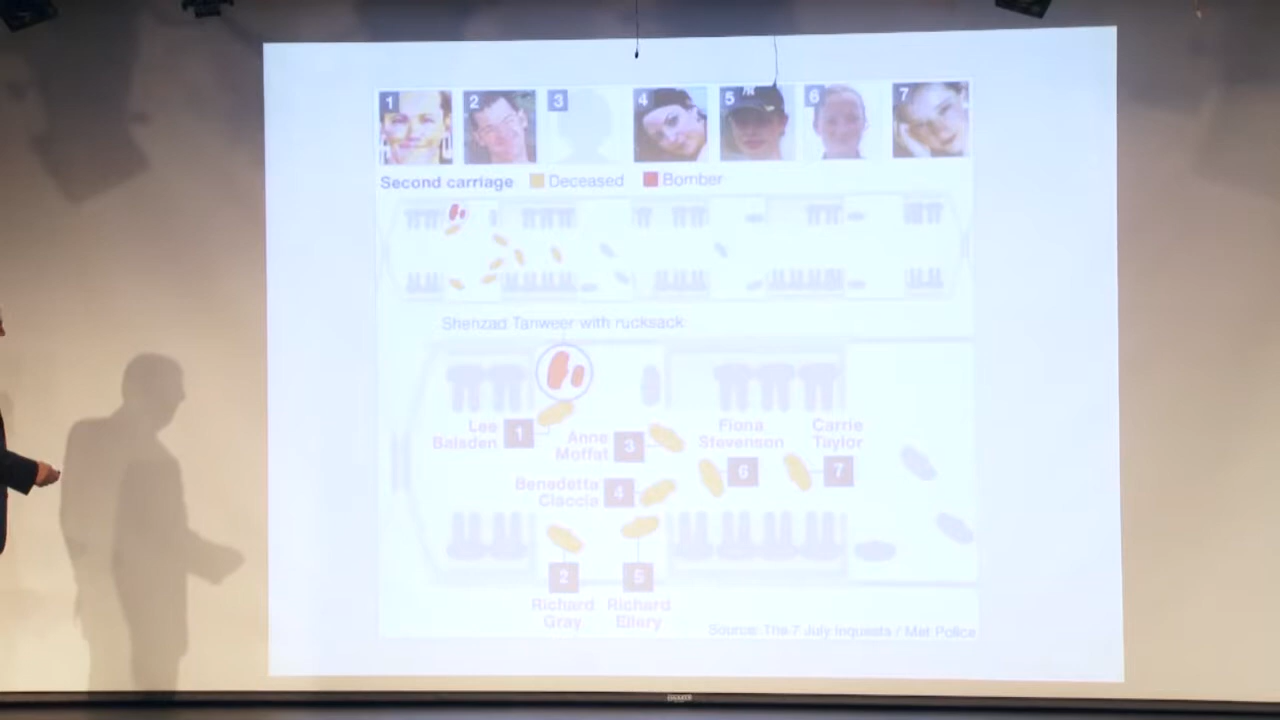 1 2 3 4 5 6 7
Second carriage Deceased Bomber
Shehzad Tanweer with rucksack
Lee
Baisden
1
Anne
Moffat
3
Fiona
Stevenson
6
Carrie
Taylor
7
Benedetta
Ciaccia
4
2
5
Richard
Gray
Richard
Ellery
Source: The 7 July Inquests / Met Police